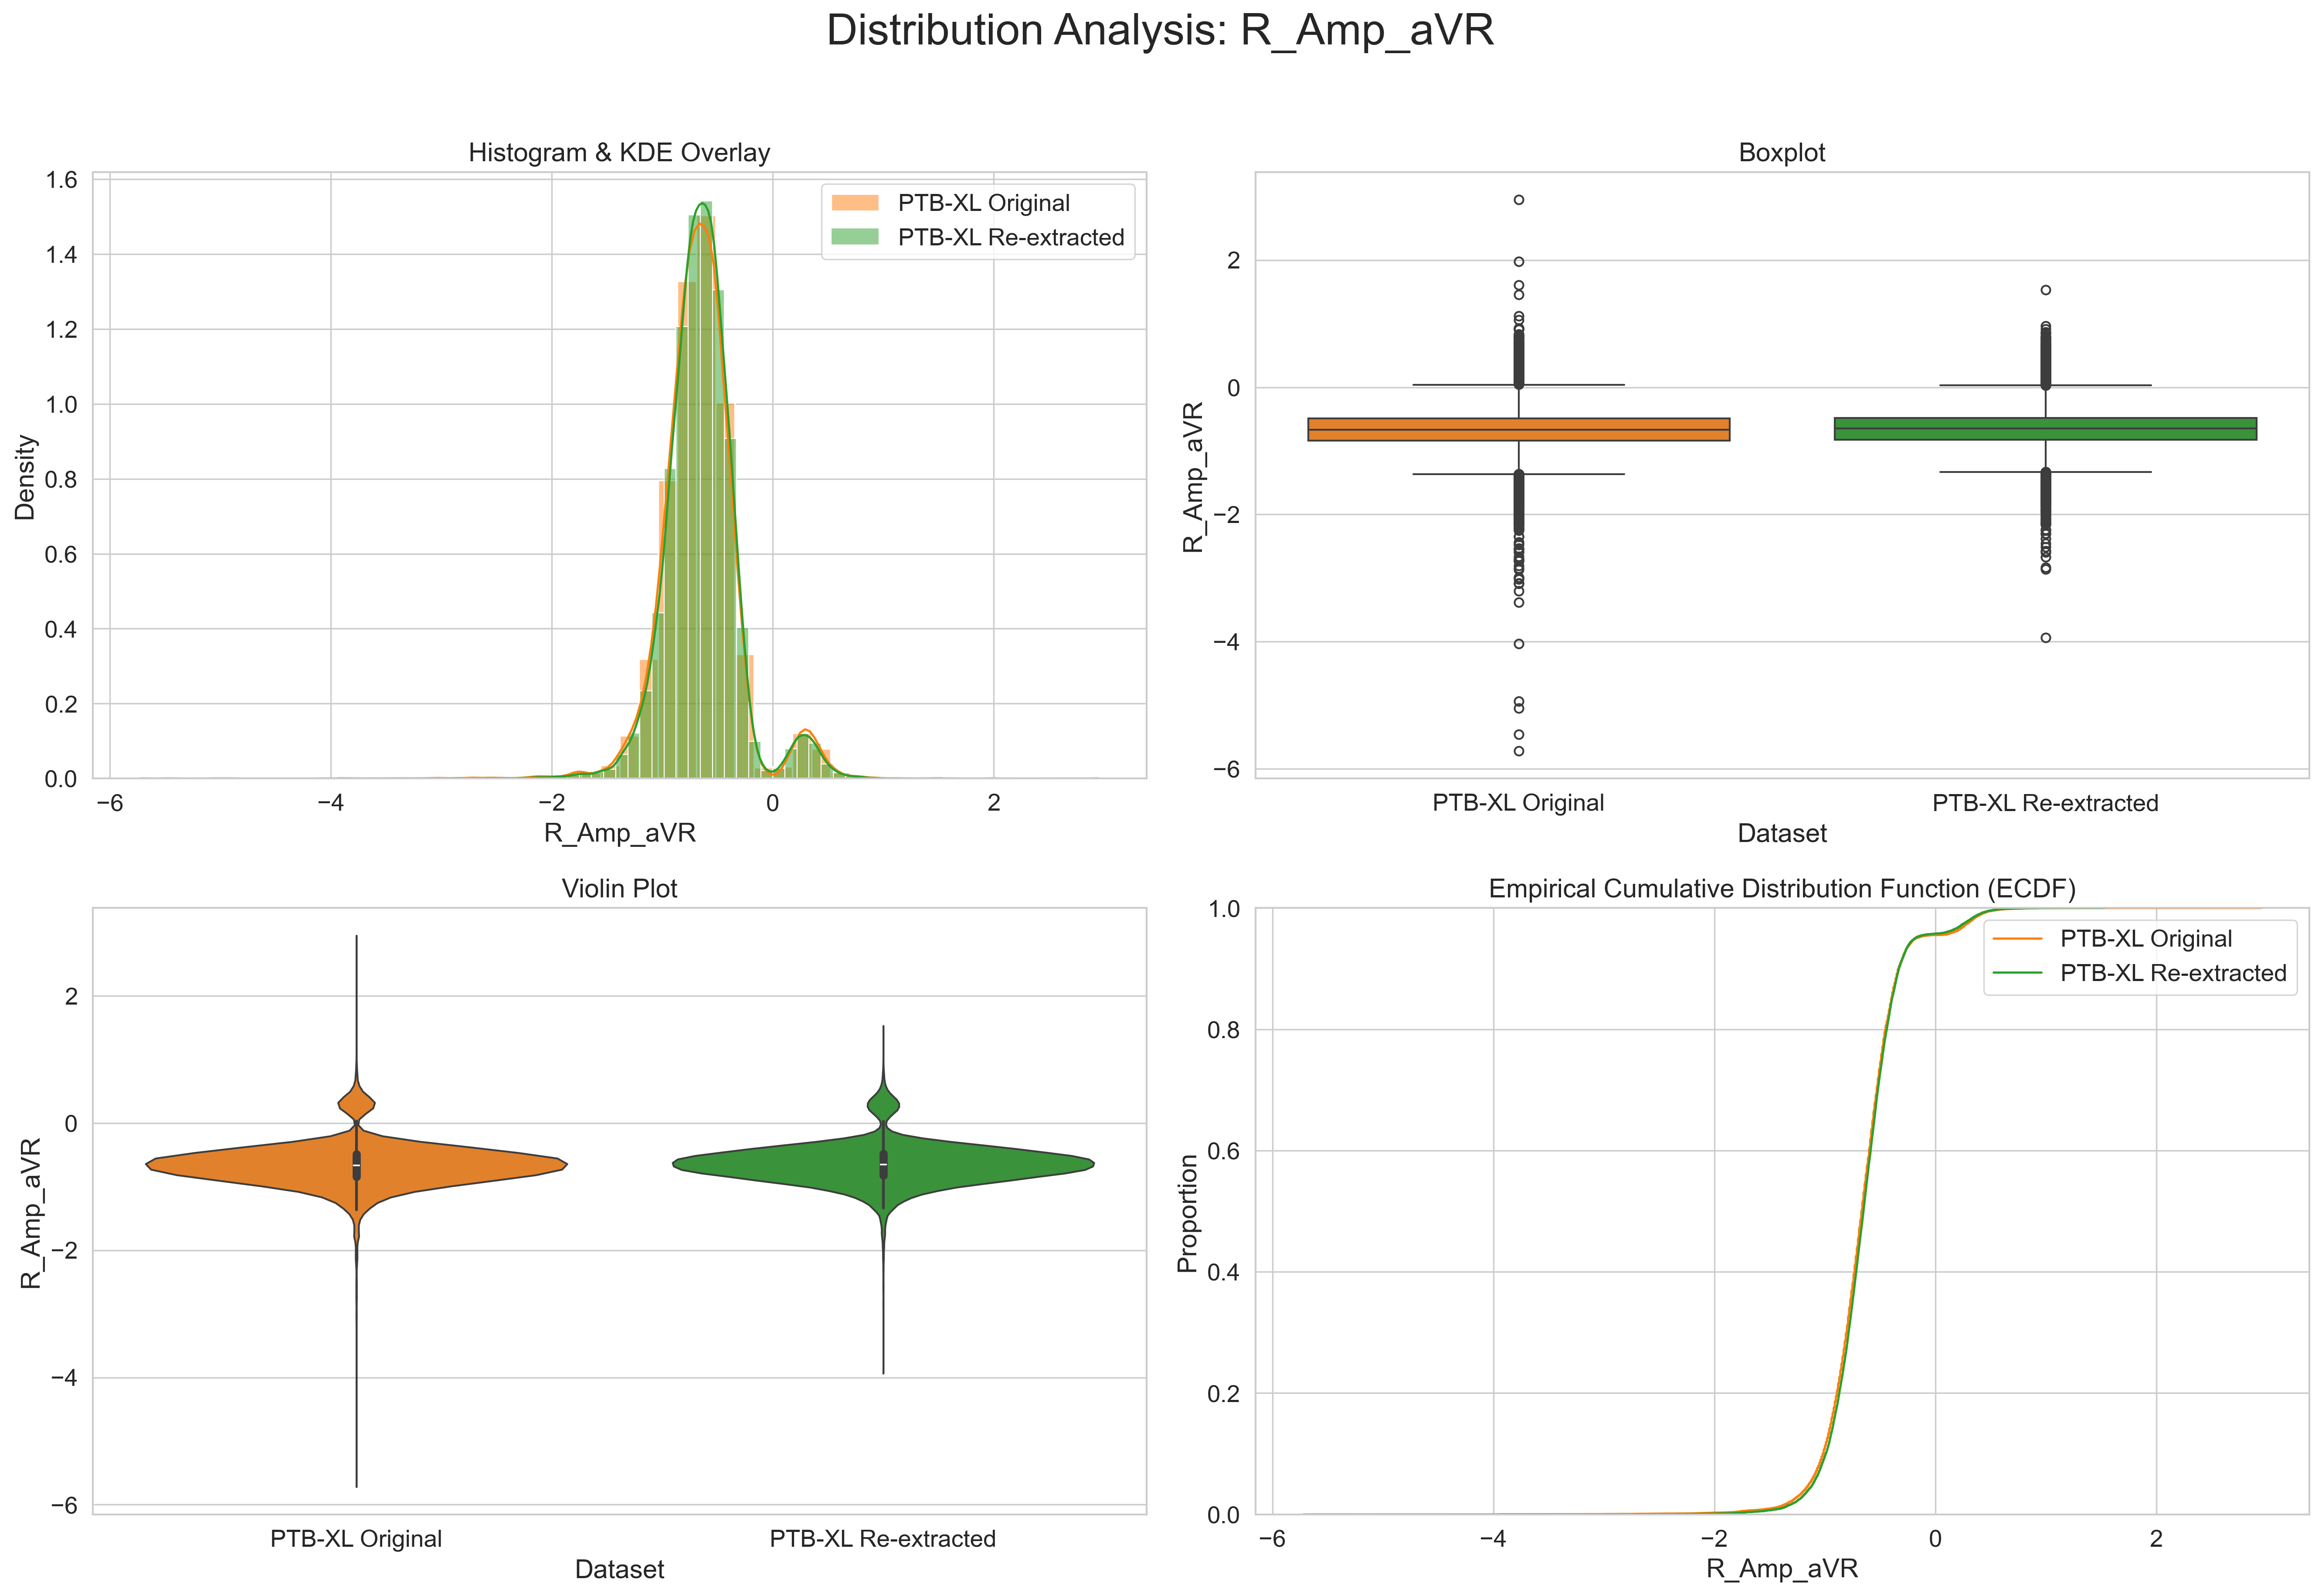 Distribution Analysis: R_Amp_aVR
Histogram & KDE Overlay
1.6
1.4
1.2
1.0
0.8
0.6
0.4
0.2
0.0
Density
PTB-XL Original
PTB-XL Re-extracted
−6
−4
−2
0
2
R_Amp_aVR
Boxplot
2
0
−2
−4
−6
R_Amp_aVR
PTB-XL Original
PTB-XL Re-extracted
Dataset
Violin Plot
2
0
−2
−4
−6
R_Amp_aVR
PTB-XL Original
PTB-XL Re-extracted
Dataset
Empirical Cumulative Distribution Function (ECDF)
1.0
0.8
0.6
0.4
0.2
0.0
Proportion
PTB-XL Original
PTB-XL Re-extracted
−6
−4
−2
0
2
R_Amp_aVR